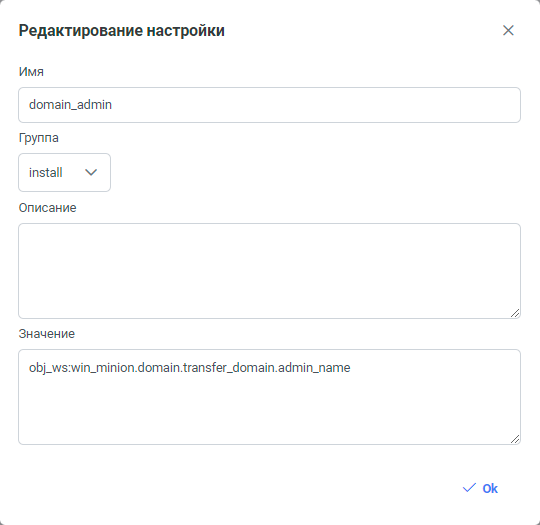 Редактирование настройки
Имя
domain_admin
Группа
install
Описание
Значение
obj_ws:win_minion.domain.transfer_domain.admin_name
Ok